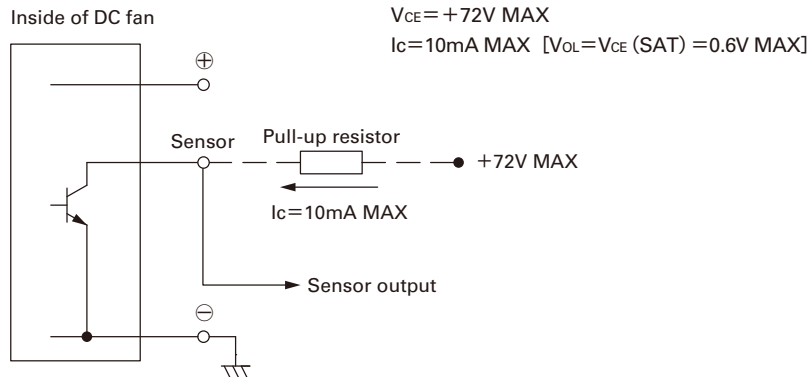 Inside of DC fan
VCE=+72V MAX
Ic=10mA MAX [VOL=VCE (SAT) =0.6V MAX]
⊕
Sensor
Pull-up resistor
+72V MAX
Ic=10mA MAX
Sensor output
⊖